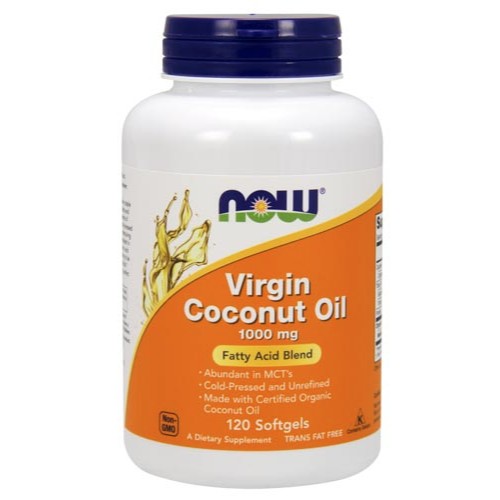 NOW®
Virgin
Coconut Oil
1000 mg
Fatty Acid Blend
• Abundant in MCT's
• Cold-Pressed and Unrefined
• Made with Certified Organic
Coconut Oil
120 Softgels
Non-
GMO
A Dietary Supplement
TRANS FAT FREE